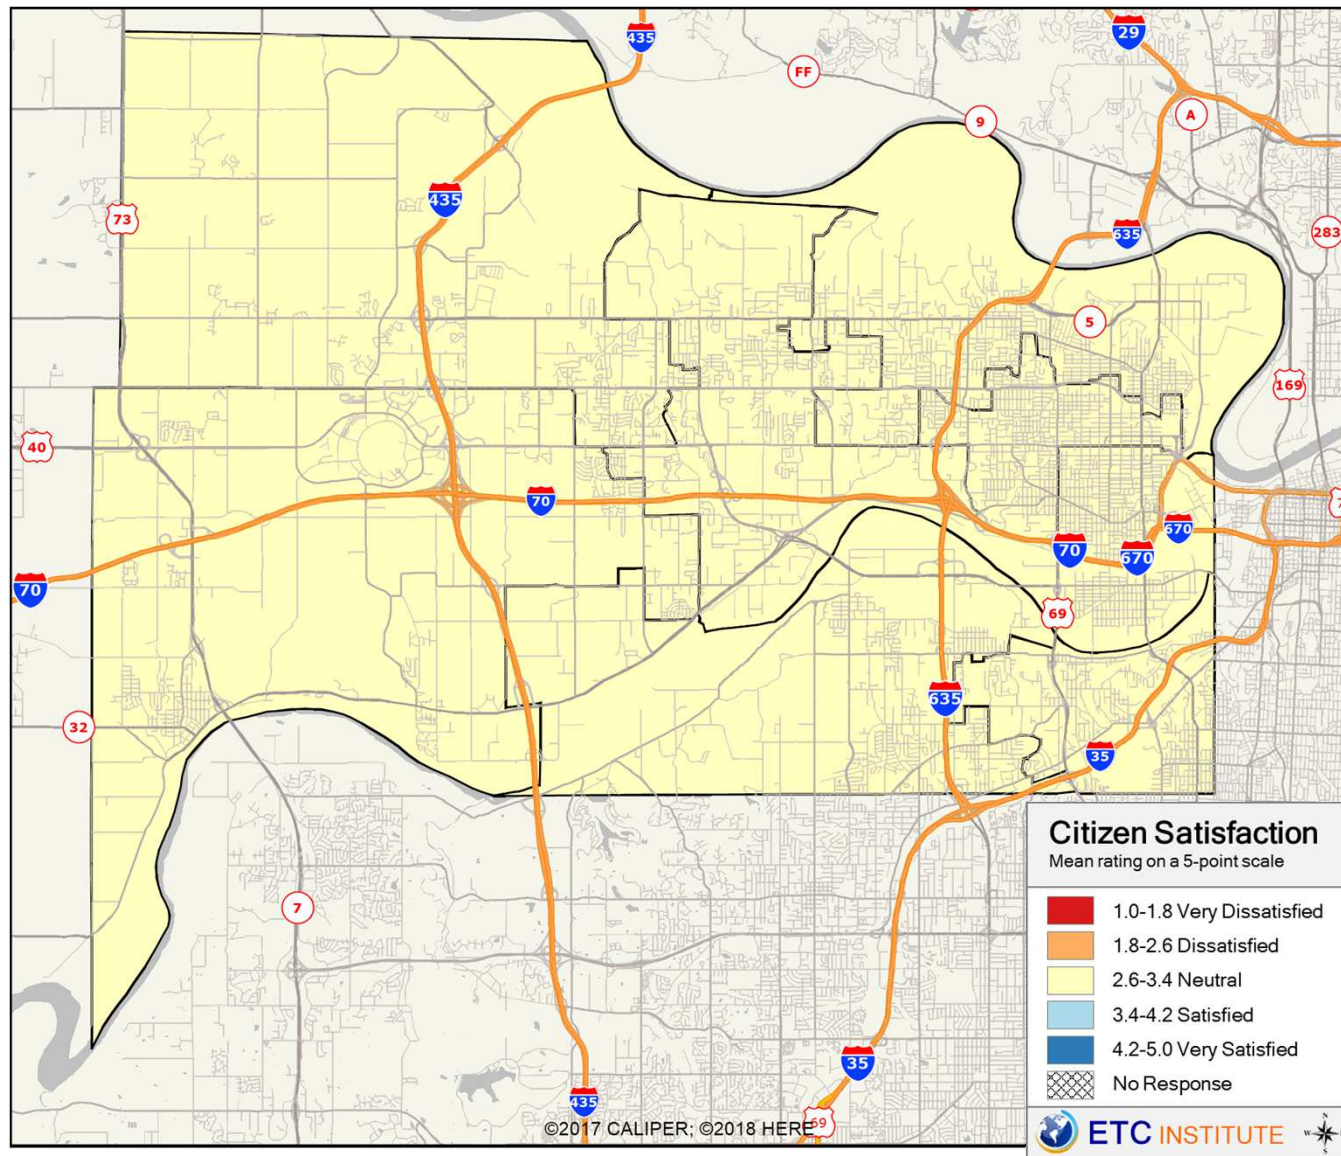 435
29
FF
A
9
435
73
635
283
5
169
40
70
70
670
70
670
70
69
635
32
35
7
35
435
69
©2017 CALIPER; ©2018 HERE
Citizen Satisfaction
Mean rating on a 5-point scale
1.0-1.8 Very Dissatisfied
1.8-2.6 Dissatisfied
2.6-3.4 Neutral
3.4-4.2 Satisfied
4.2-5.0 Very Satisfied
No Response
ETC INSTITUTE
N
W
S